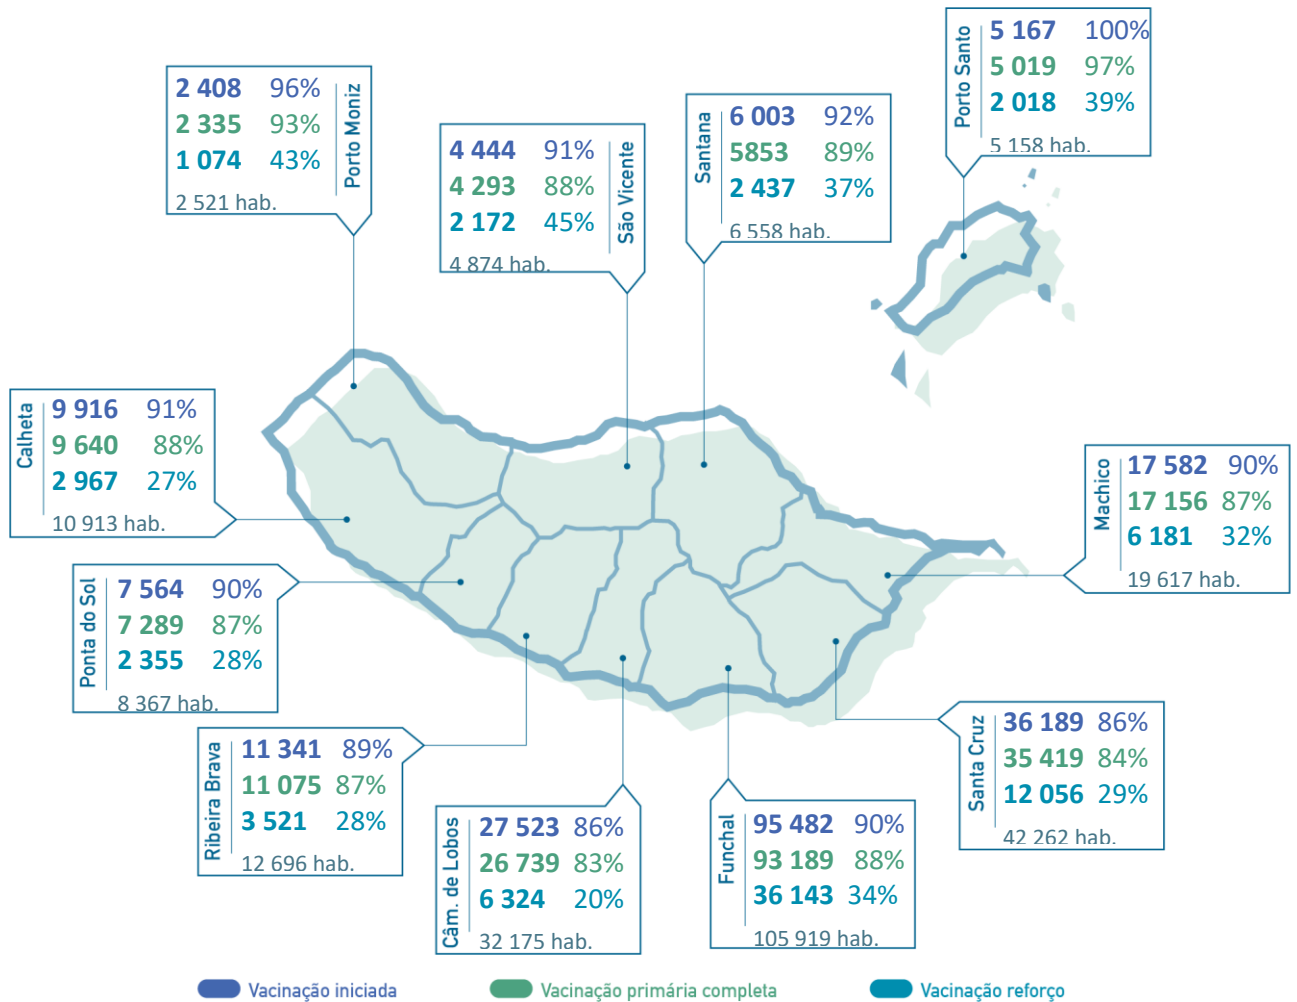 Porto Santo
5 167 100%
5 019 97%
2 018 39%
5 158 hab.
Porto Moniz
2 408 96%
2 335 93%
1 074 43%
2 521 hab.
São Vicente
4 444 91%
4 293 88%
2 172 45%
4 874 hab.
Santana
6 003 92%
5853 89%
2 437 37%
6 558 hab.
Calheta
9 916 91%
9 640 88%
2 967 27%
10 913 hab.
Machico
17 582 90%
17 156 87%
6 181 32%
19 617 hab.
Ponta do Sol
7 564 90%
7 289 87%
2 355 28%
8 367 hab.
Ribeira Brava
11 341 89%
11 075 87%
3 521 28%
12 696 hab.
Câm. de Lobos
27 523 86%
26 739 83%
6 324 20%
32 175 hab.
Funchal
95 482 90%
93 189 88%
36 143 34%
105 919 hab.
Santa Cruz
36 189 86%
35 419 84%
12 056 29%
42 262 hab.
Vacinação iniciada
Vacinação primária completa
Vacinação reforço